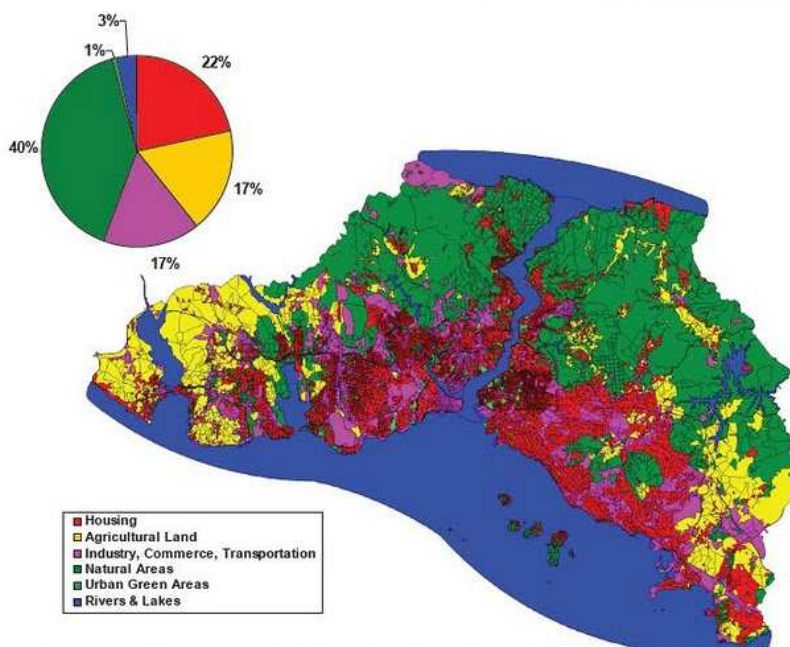 3%
1%
22%
40%
17%
17%
Housing
Agricultural Land
Industry, Commerce, Transportation
Natural Areas
Urban Green Areas
Rivers & Lakes